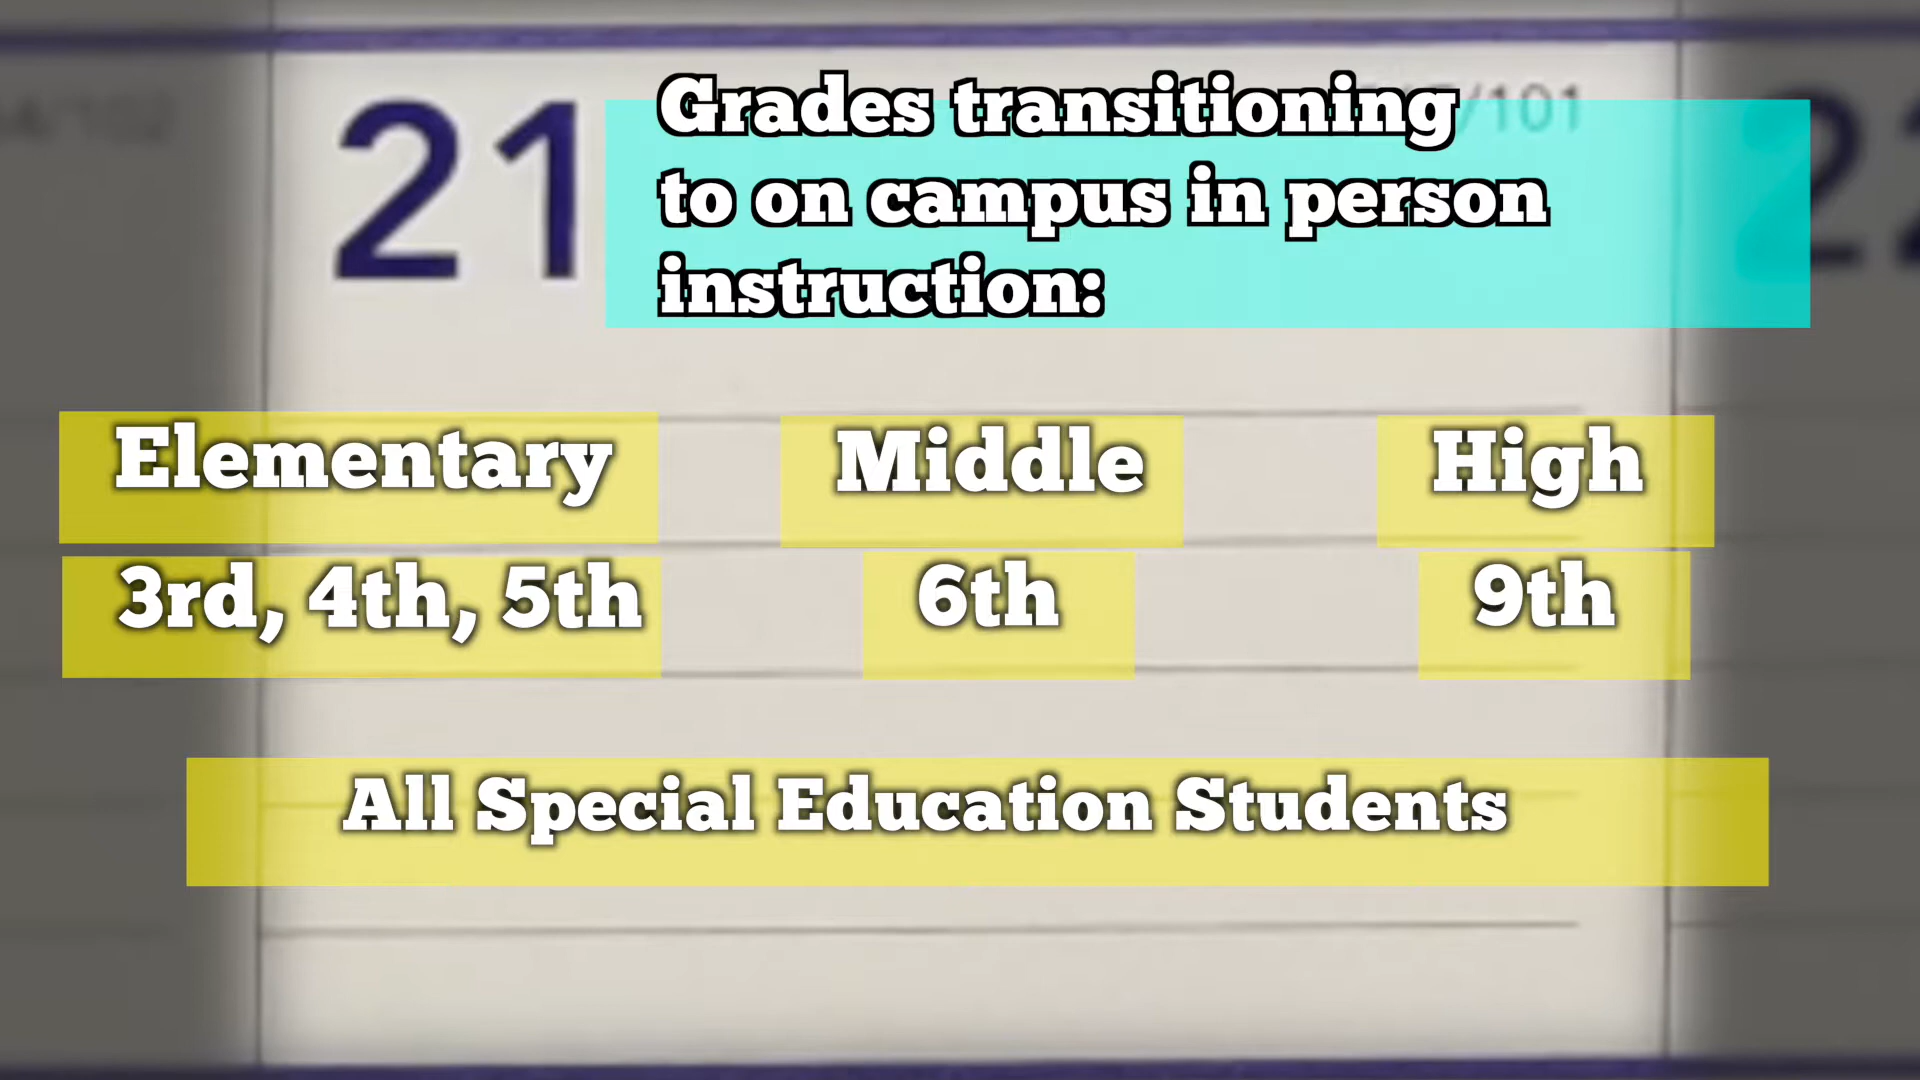 21
Grades transitioning
to on campus in person
instruction:
/101
Elementary
Middle
High
3rd, 4th, 5th
6th
9th
All Special Education Students